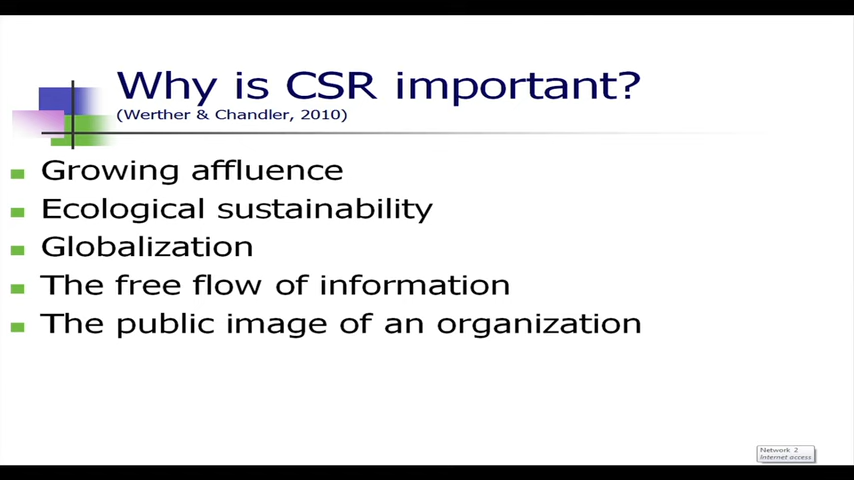 Why is CSR important?
(Werther & Chandler, 2010)
Growing affluence
Ecological sustainability
Globalization
The free flow of information
The public image of an organization
Network 2
Internet access